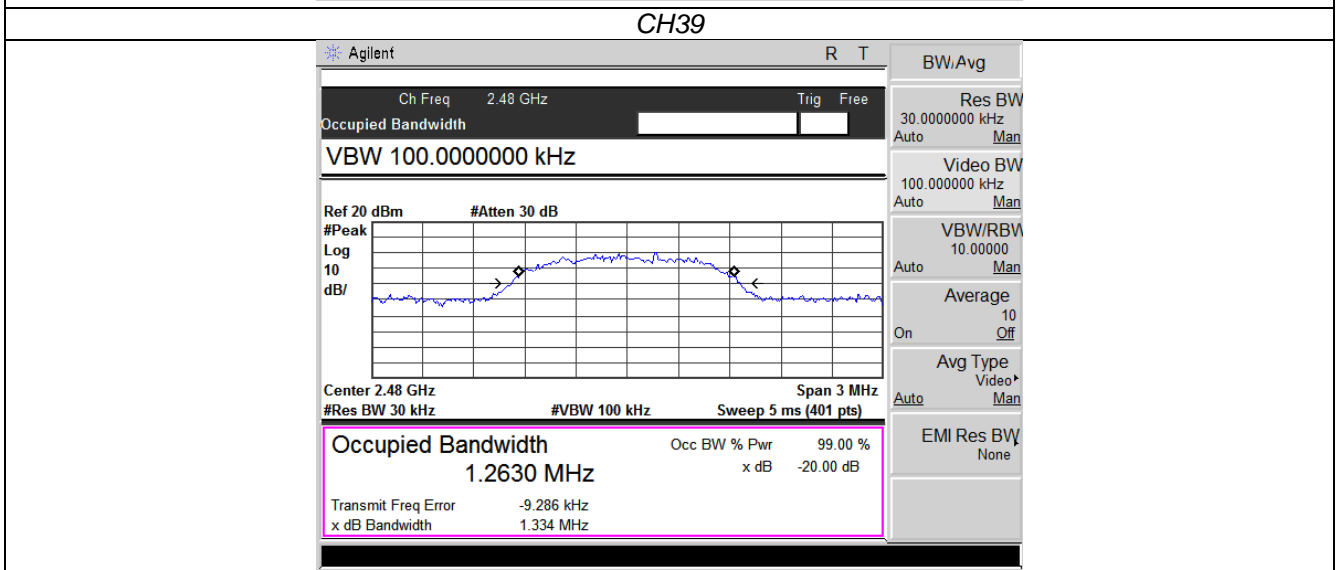 CH39
Agilent R T
BW/Avg
Ch Freq 2.48 GHz Trig Free
Occupied Bandwidth
VBW 100.0000000 kHz
Res BW
30.0000000 kHz
Auto Man
Video BW
100.000000 kHz
Auto Man
VBW/RBW
10.00000
Auto Man
Average
10
On Off
Avg Type
Video
Auto Man
EMI Res BW
None
Ref 20 dBm #Atten 30 dB
#Peak
Log
10
dB/
Center 2.48 GHz Span 3 MHz
#Res BW 30 kHz #VBW 100 kHz Sweep 5 ms (401 pts)
Occupied Bandwidth Occ BW % Pwr 99.00 %
1.2630 MHz x dB -20.00 dB
Transmit Freq Error -9.286 kHz
x dB Bandwidth 1.334 MHz